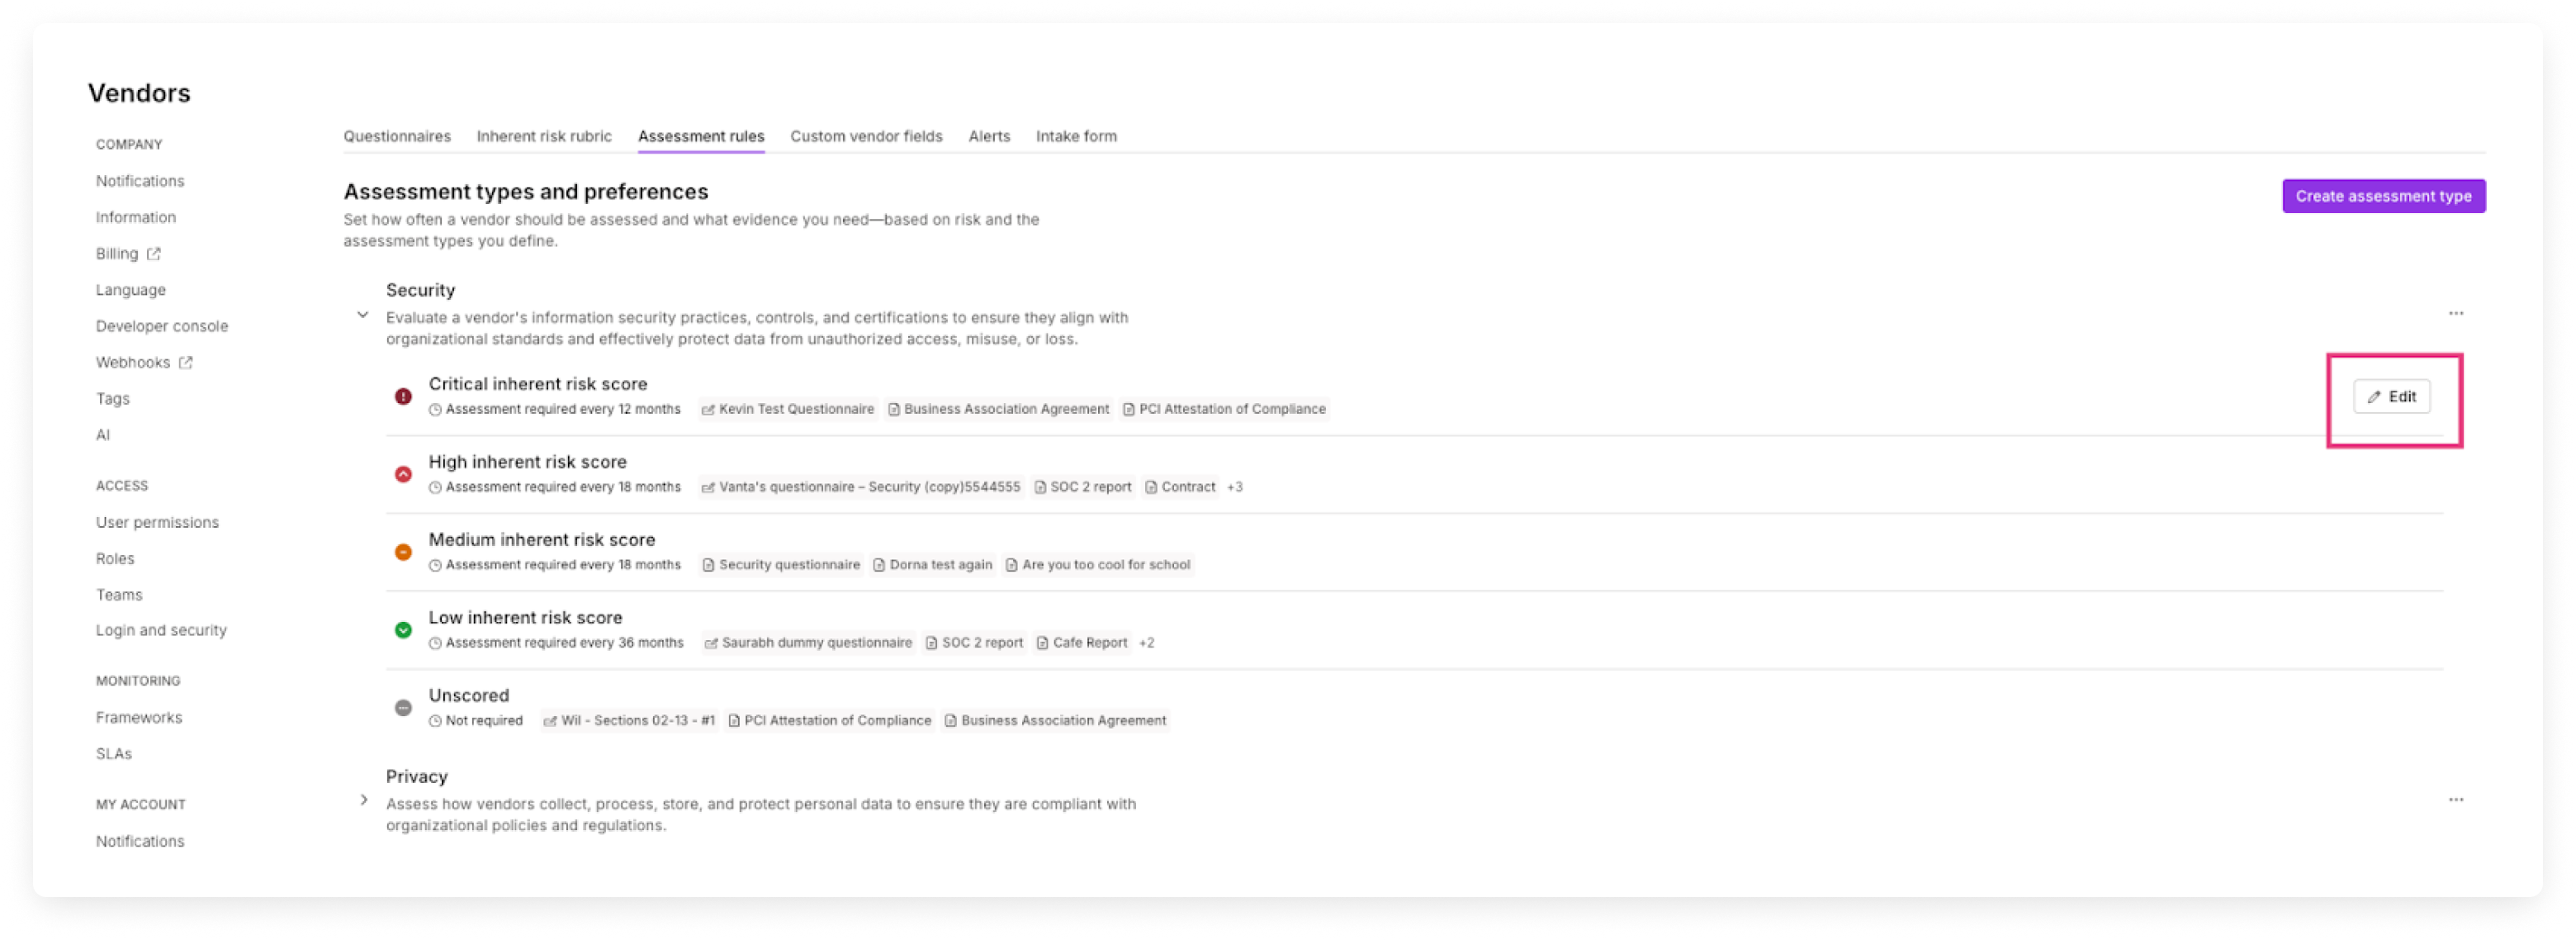 Vendors
COMPANY
Notifications
Information
Billing
Language
Developer console
Webhooks
Tags
AI
ACCESS
User permissions
Roles
Teams
Login and security
MONITORING
Frameworks
SLAs
MY ACCOUNT
Notifications
Questionnaires Inherent risk rubric Assessment rules Custom vendor fields Alerts Intake form
Assessment types and preferences
Set how often a vendor should be assessed and what evidence you need—based on risk and the
assessment types you define.
Create assessment type
Security
Evaluate a vendor's information security practices, controls, and certifications to ensure they align with
organizational standards and effectively protect data from unauthorized access, misuse, or loss.
Critical inherent risk score
Assessment required every 12 months Kevin Test Questionnaire Business Association Agreement PCI Attestation of Compliance
Edit
High inherent risk score
Assessment required every 18 months Vanta's questionnaire – Security (copy)5544555 SOC 2 report Contract +3
Medium inherent risk score
Assessment required every 18 months Security questionnaire Dorna test again Are you too cool for school
Low inherent risk score
Assessment required every 36 months Saurabh dummy questionnaire SOC 2 report Cafe Report +2
Unscored
Not required Wil - Sections 02-13 - #1 PCI Attestation of Compliance Business Association Agreement
Privacy
Assess how vendors collect, process, store, and protect personal data to ensure they are compliant with
organizational policies and regulations.